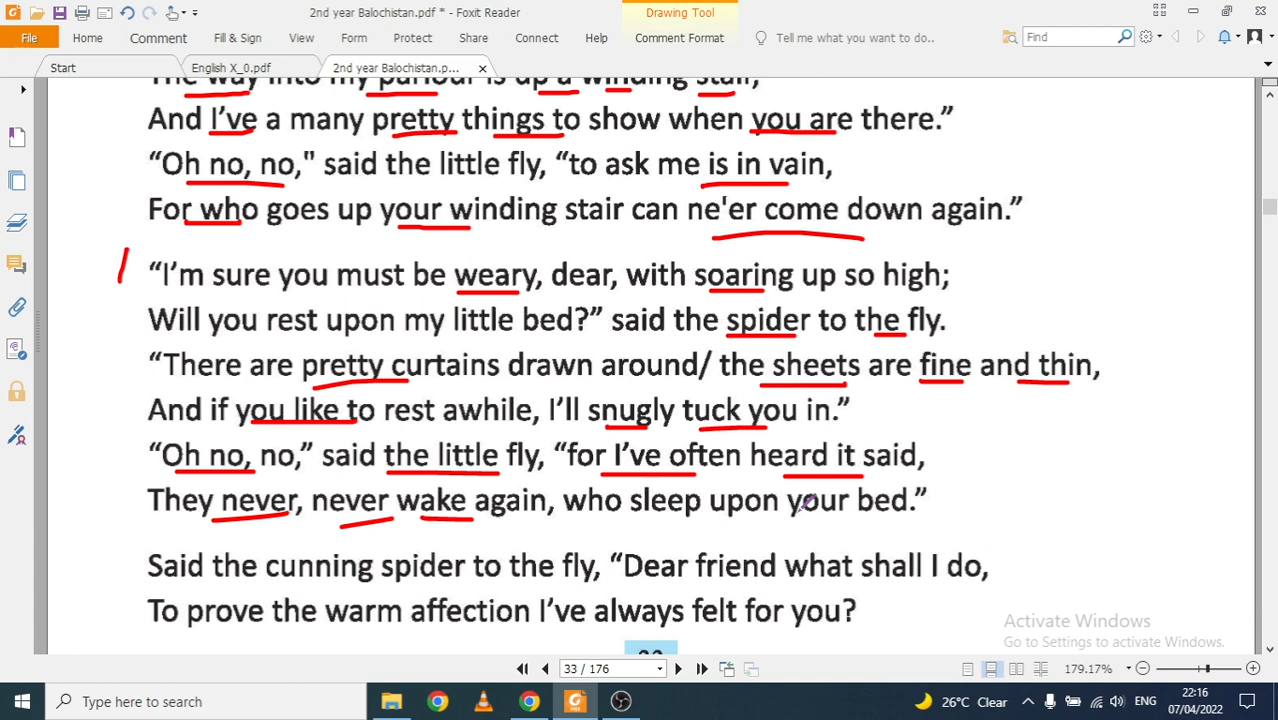 2nd year Balochistan.pdf * - Foxit Reader
Drawing Tool
File Home Comment Fill & Sign View Form Protect Share Connect Help Comment Format Tell me what you want to do.. Find
Start English X_0.pdf 2nd year Balochistan.p...
The way into my parlour is up a winding stair,
And I've a many pretty things to show when you are there.”
“Oh no, no," said the little fly, “to ask me is in vain,
For who goes up your winding stair can ne'er come down again.”
“I’m sure you must be weary, dear, with soaring up so high;
Will you rest upon my little bed?” said the spider to the fly.
“There are pretty curtains drawn around/ the sheets are fine and thin,
And if you like to rest awhile, I’ll snugly tuck you in.”
“Oh no, no,” said the little fly, “for I’ve often heard it said,
They never, never wake again, who sleep upon your bed.”
Said the cunning spider to the fly, “Dear friend what shall I do,
To prove the warm affection I’ve always felt for you?
Activate Windows
Go to Settings to activate Windows.
33 / 176 179.17%
Type here to search 26°C Clear ENG 22:16 07/04/2022